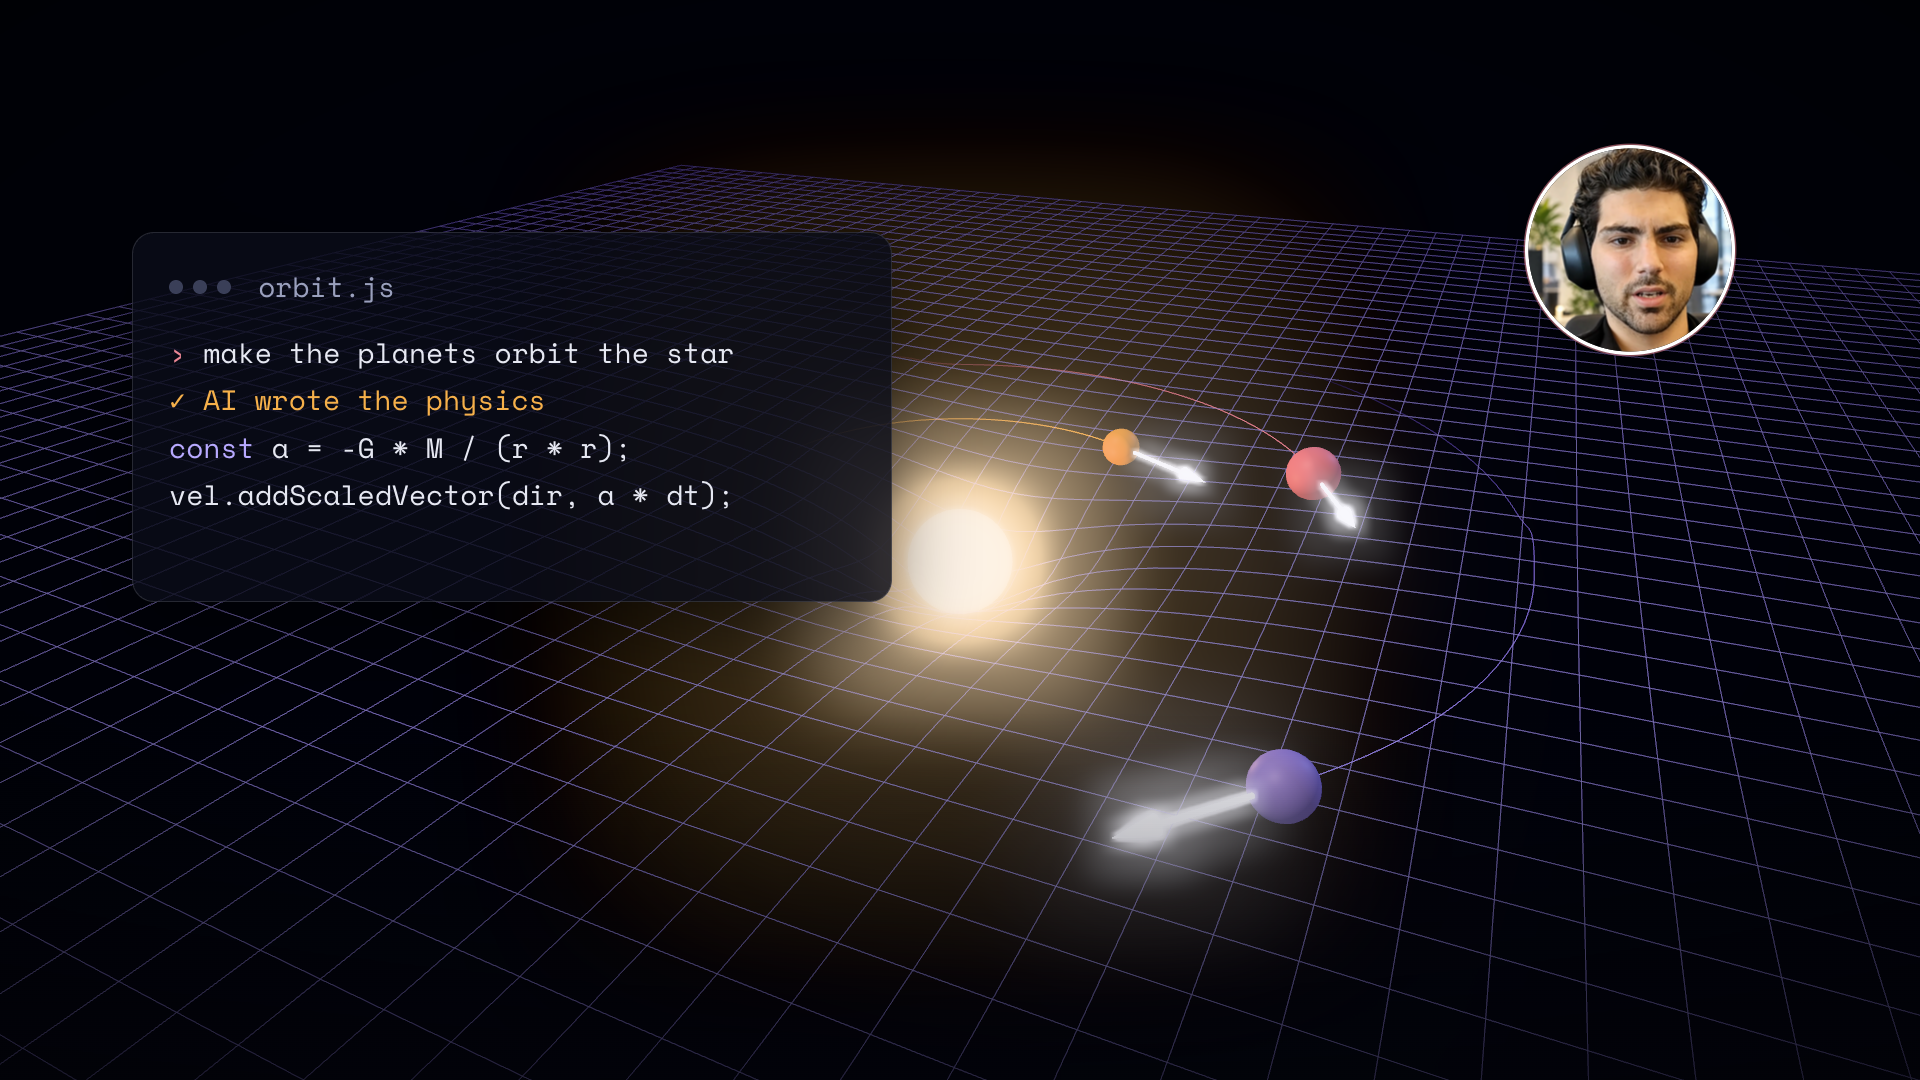 orbit.js
› make the planets orbit the star
✓ AI wrote the physics
const a = -G * M / (r * r);
vel.addScaledVector(dir, a * dt);